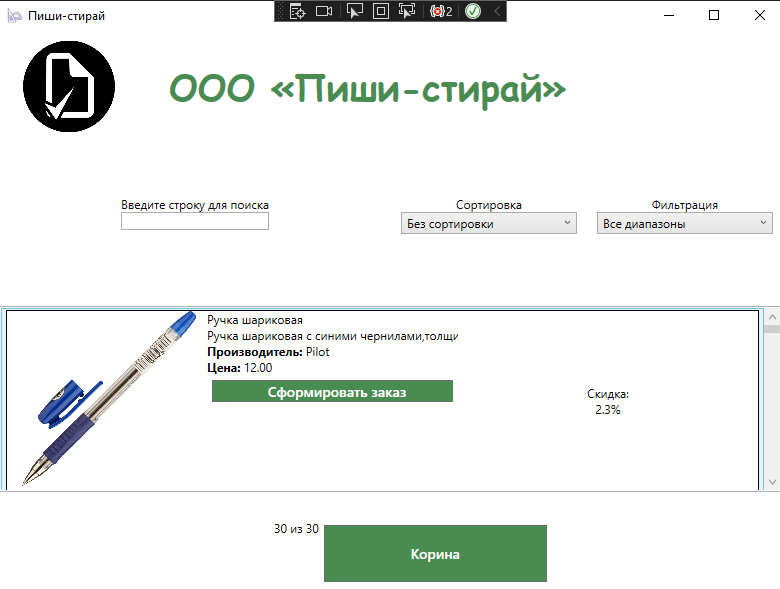 Пиши-стирай
2
ООО «Пиши-стирай»
Введите строку для поиска
Сортировка
Фильтрация
Без сортировки
Все диапазоны
Ручка шариковая
Ручка шариковая с синими чернилами,толщи
Производитель: Pilot
Цена: 12.00
Сформировать заказ
Скидка:
2.3%
30 из 30
Корина